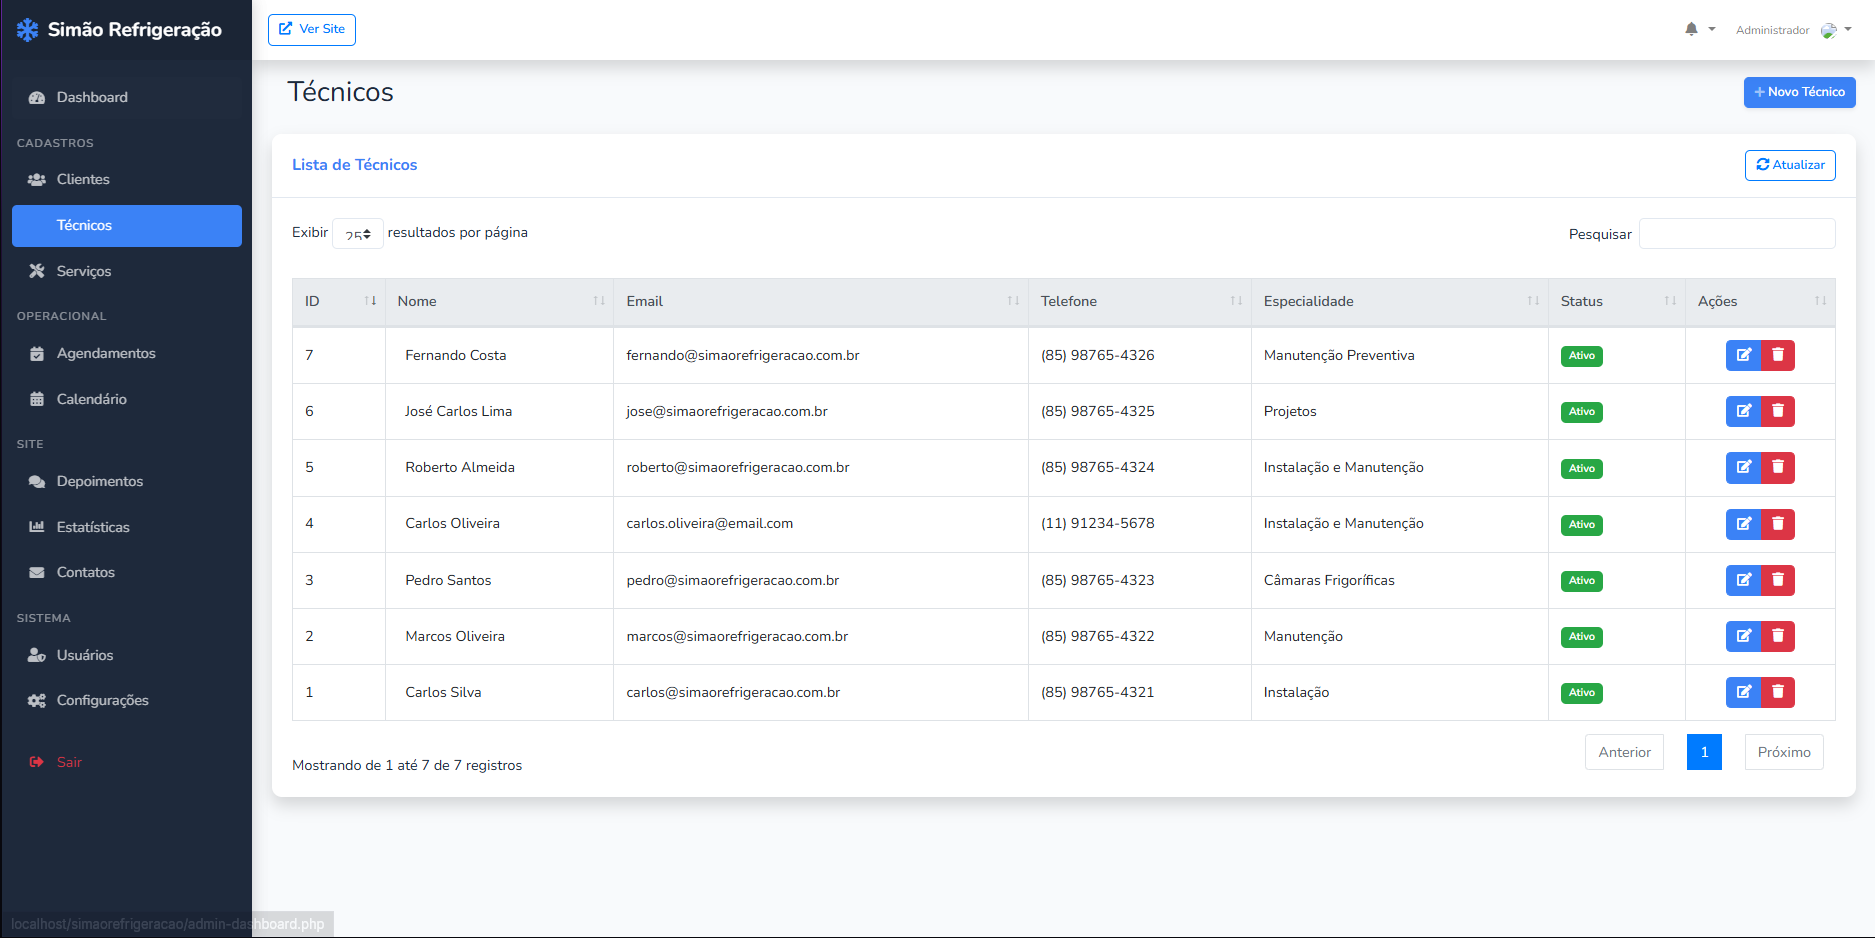 Simão Refrigeração
Ver Site
Administrador
Dashboard
CADASTROS
Clientes
Técnicos
Serviços
OPERACIONAL
Agendamentos
Calendário
SITE
Depoimentos
Estatísticas
Contatos
SISTEMA
Usuários
Configurações
Sair
Técnicos
+ Novo Técnico
Lista de Técnicos
Atualizar
Exibir 25 resultados por página
Pesquisar
ID Nome Email Telefone Especialidade Status Ações
7 Fernando Costa fernando@simaorefrigeracao.com.br (85) 98765-4326 Manutenção Preventiva Ativo
6 José Carlos Lima jose@simaorefrigeracao.com.br (85) 98765-4325 Projetos Ativo
5 Roberto Almeida roberto@simaorefrigeracao.com.br (85) 98765-4324 Instalação e Manutenção Ativo
4 Carlos Oliveira carlos.oliveira@email.com (11) 91234-5678 Instalação e Manutenção Ativo
3 Pedro Santos pedro@simaorefrigeracao.com.br (85) 98765-4323 Câmaras Frigoríficas Ativo
2 Marcos Oliveira marcos@simaorefrigeracao.com.br (85) 98765-4322 Manutenção Ativo
1 Carlos Silva carlos@simaorefrigeracao.com.br (85) 98765-4321 Instalação Ativo
Mostrando de 1 até 7 de 7 registros
Anterior 1 Próximo
localhost/simaorefrigeracao/admin-dashboard.php